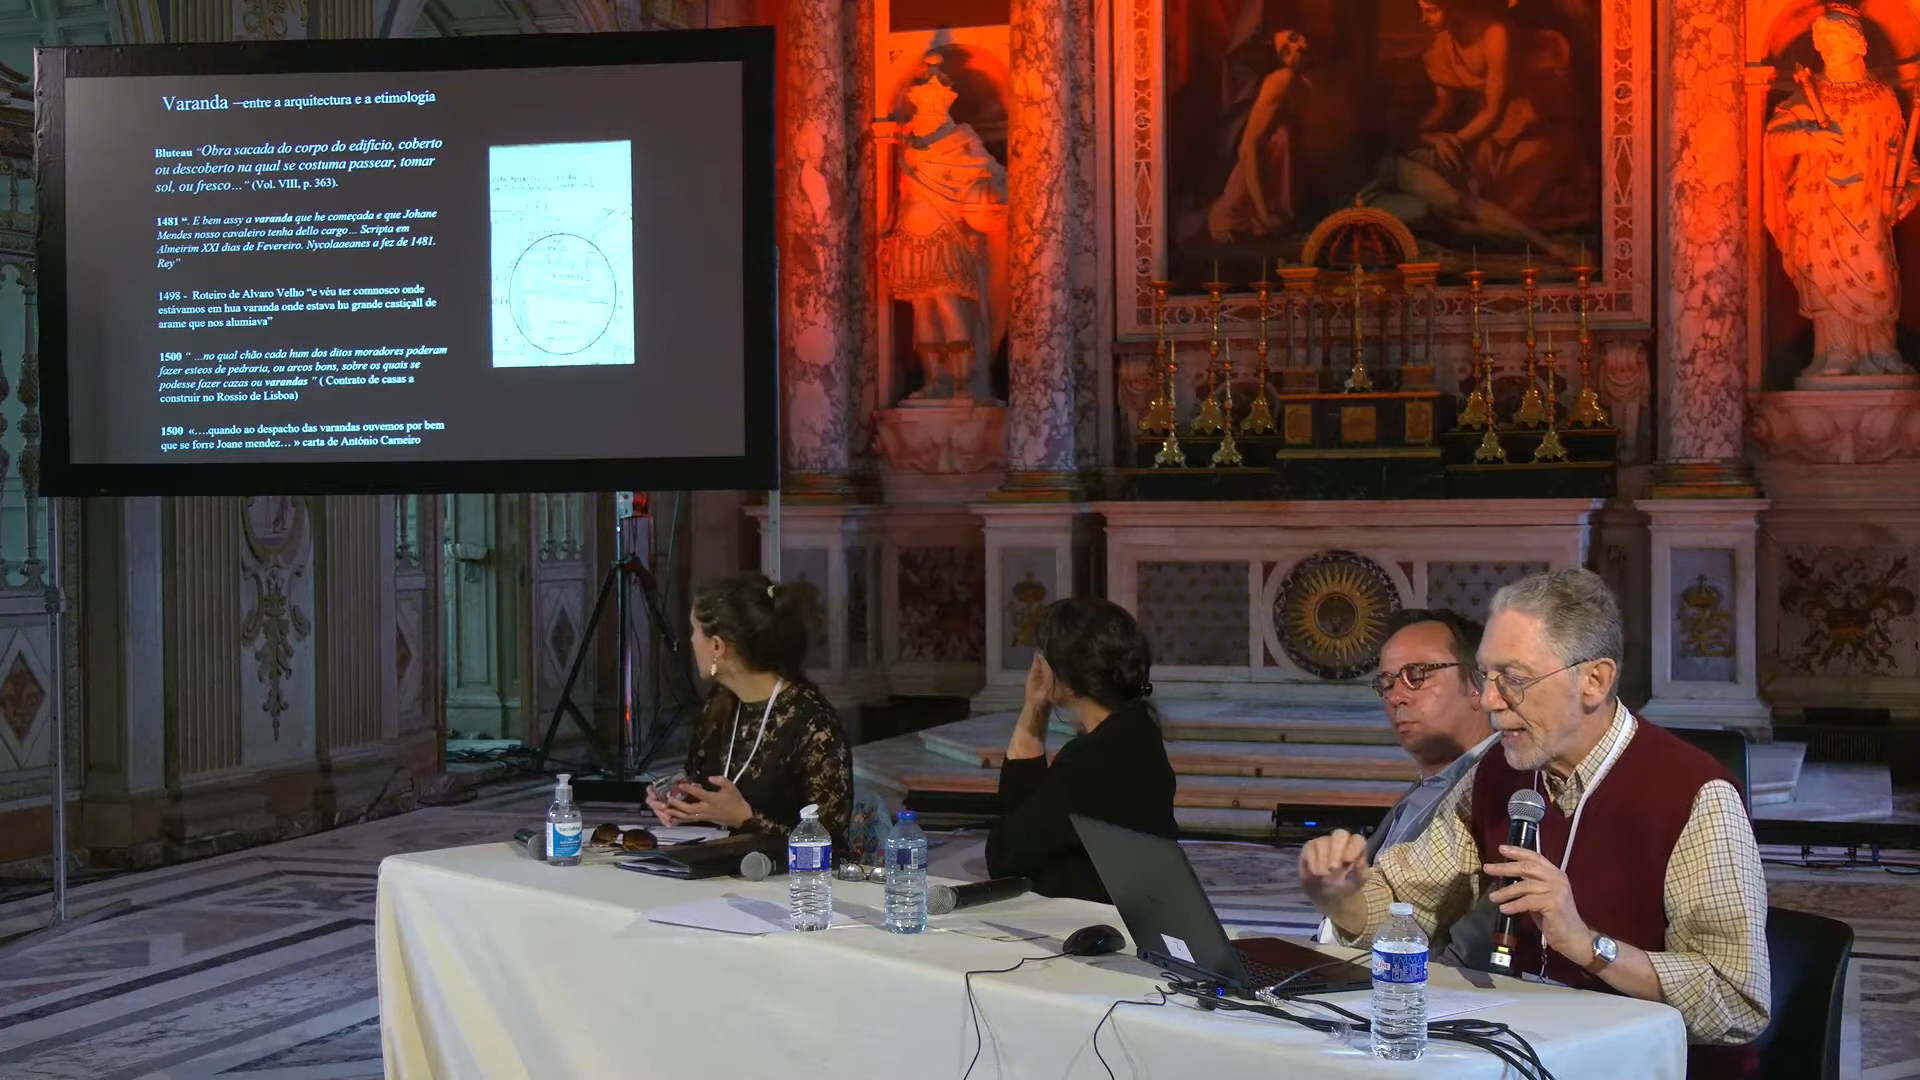 Varanda –entre a arquitectura e a etimologia
Bluteau "Obra sacada do corpo do edifício, coberto
ou descoberto na qual se costuma passear, tomar
sol, ou fresco…" (Vol. VIII, p. 363).
1481 “. E bem assy a varanda que he começada e que Johane
Mendes nosso cavaleiro tenha dello cargo… Scripta em
Almeirim XXI dias de Fevereiro. Nycolaaeanes a fez de 1481.
Rey”
1498 - Roteiro de Alvaro Velho “e véu ter comnosco onde
estávamos em hua varanda onde estava hu grande castiçall de
arame que nos alumiava”
1500 “ ...no qual chão cada hum dos ditos moradores poderam
fazer esteos de pedraria, ou arcos bons, sobre os quais se
podesse fazer cazas ou varandas ” ( Contrato de casas a
construir no Rossio de Lisboa)
1500 «….quando ao despacho das varandas ouvemos por bem
que se forre Joane mendez… » carta de António Carneiro